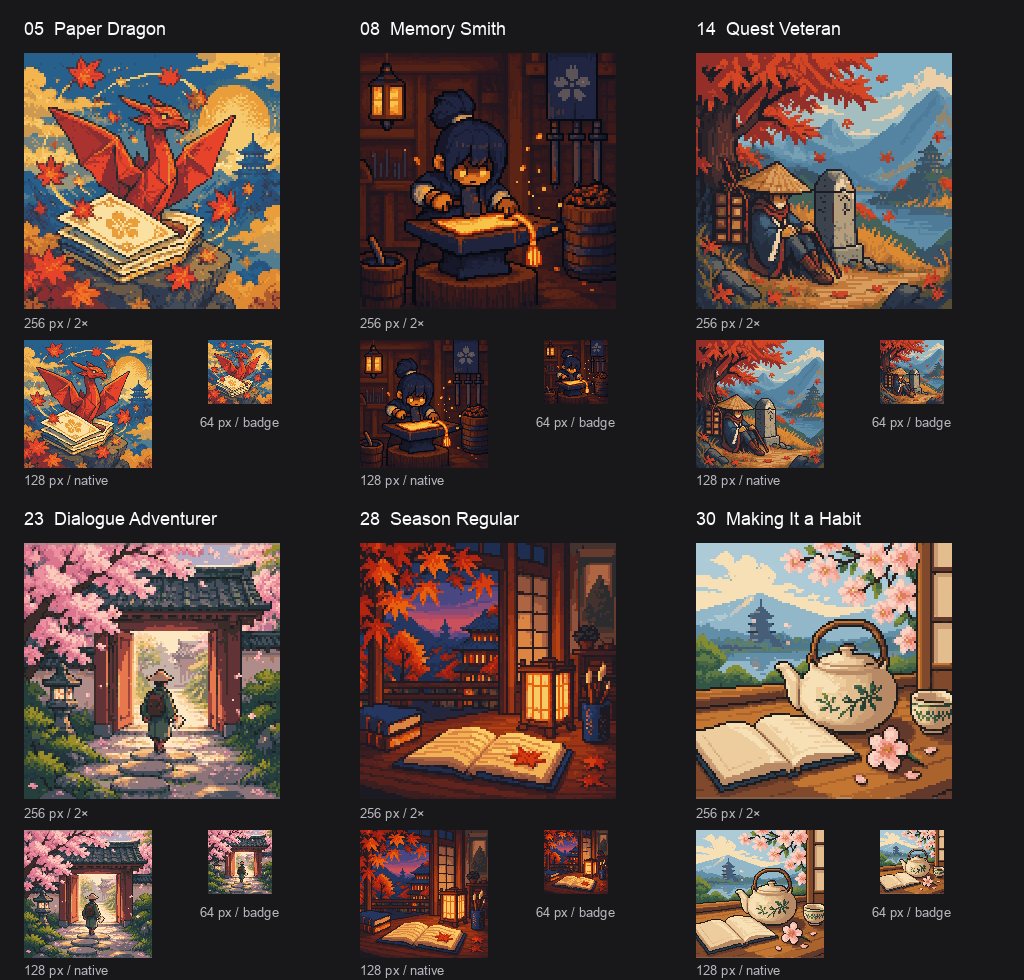 05 Paper Dragon
08 Memory Smith
14 Quest Veteran
256 px / 2×
256 px / 2×
256 px / 2×
64 px / badge
64 px / badge
64 px / badge
128 px / native
128 px / native
128 px / native
23 Dialogue Adventurer
28 Season Regular
30 Making It a Habit
256 px / 2×
256 px / 2×
256 px / 2×
64 px / badge
64 px / badge
64 px / badge
128 px / native
128 px / native
128 px / native